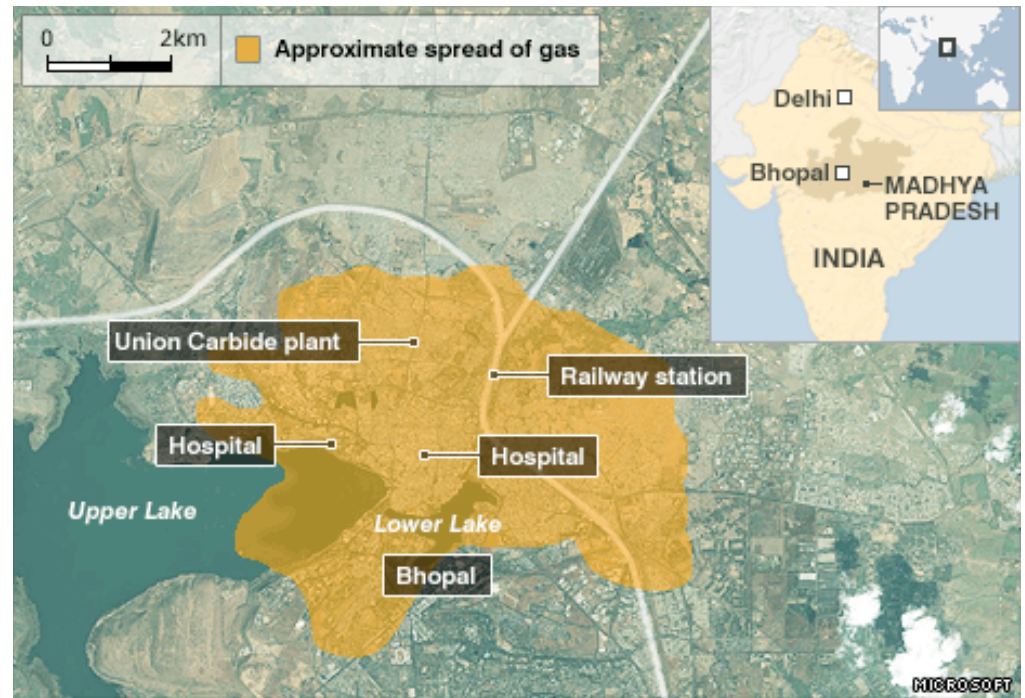 0 2km
Approximate spread of gas
Delhi
Bhopal
MADHYA
PRADESH
INDIA
Union Carbide plant
Railway station
Hospital
Hospital
Upper Lake
Lower Lake
Bhopal
MICROSOFT